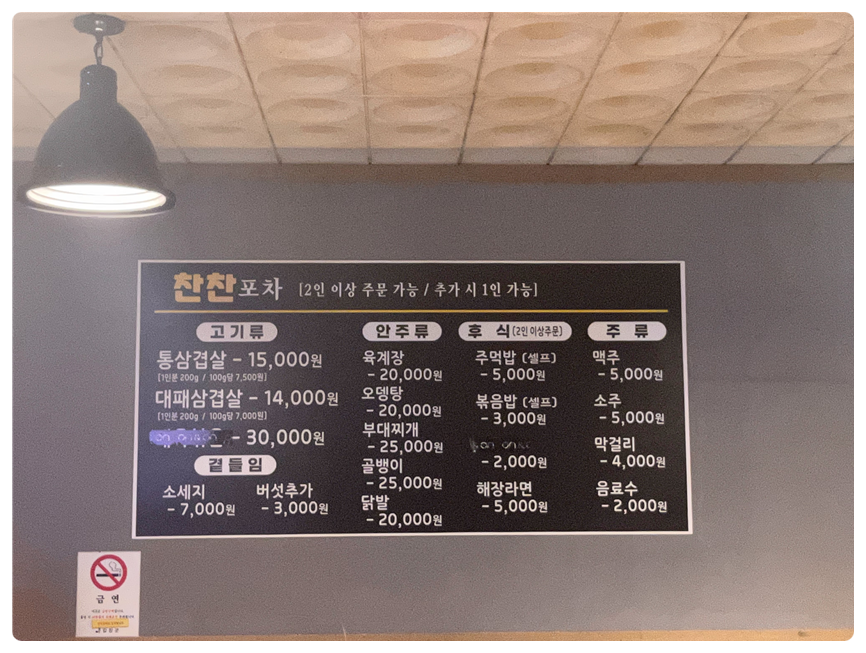 찬찬포차 [2인 이상 주문 가능 / 추가 시 1인 가능]
고기류
통삼겹살 - 15,000원
[1인분 200g / 100g당 7,500원]
대패삼겹살 - 14,000원
[1인분 200g / 100g당 7,000원]
- 30,000원
곁들임
소세지
- 7,000원
버섯추가
- 3,000원
안주류
육계장
- 20,000원
오뎅탕
- 20,000원
부대찌개
- 25,000원
골뱅이
- 25,000원
닭발
- 20,000원
후 식(2인이상주문)
주먹밥 (셀프)
- 5,000원
볶음밥 (셀프)
- 3,000원
- 2,000원
해장라면
- 5,000원
주 류
맥주
- 5,000원
소주
- 5,000원
막걸리
- 4,000원
음료수
- 2,000원
금 연